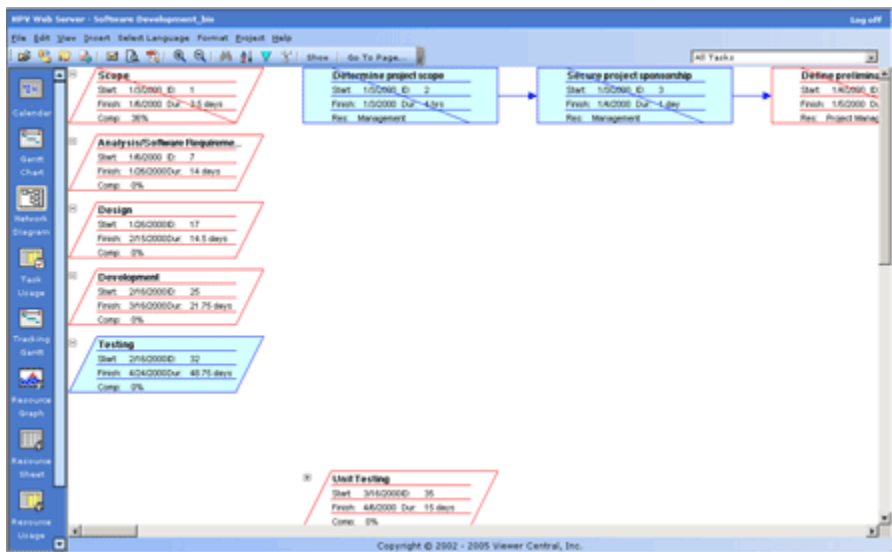 RPV Web Server - Software Development_bin Log off
File Edit View Insert Select Language Format Project Help
Show Go To Page... All Tasks
Calendar
Gantt
Chart
Network
Diagram
Task
Usage
Tracking
Gantt
Resource
Graph
Resource
Sheet
Resource
Usage
Scope
Start: 1/3/2000 ID: 1
Finish: 1/6/2000 Dur: 3.5 days
Comp: 36%
Determine project scope
Start: 1/3/2000 ID: 2
Finish: 1/3/2000 Dur: 4 hrs
Res: Management
Secure project sponsorship
Start: 1/3/2000 ID: 3
Finish: 1/4/2000 Dur: 1 day
Res: Management
Define prelimina
Start: 1/4/2000 ID:
Finish: 1/5/2000 Du
Res: Project Manag
Analysis/Software Requireme...
Start: 1/6/2000 ID: 7
Finish: 1/26/2000 Dur: 14 days
Comp: 0%
Design
Start: 1/26/2000 ID: 17
Finish: 2/15/2000 Dur: 14.5 days
Comp: 0%
Development
Start: 2/16/2000 ID: 25
Finish: 3/16/2000 Dur: 21.75 days
Comp: 0%
Testing
Start: 2/16/2000 ID: 32
Finish: 4/24/2000 Dur: 48.75 days
Comp: 0%
Unit Testing
Start: 3/16/2000 ID: 35
Finish: 4/6/2000 Dur: 15 days
Comp: 0%
Copyright © 2002 - 2005 Viewer Central, Inc.